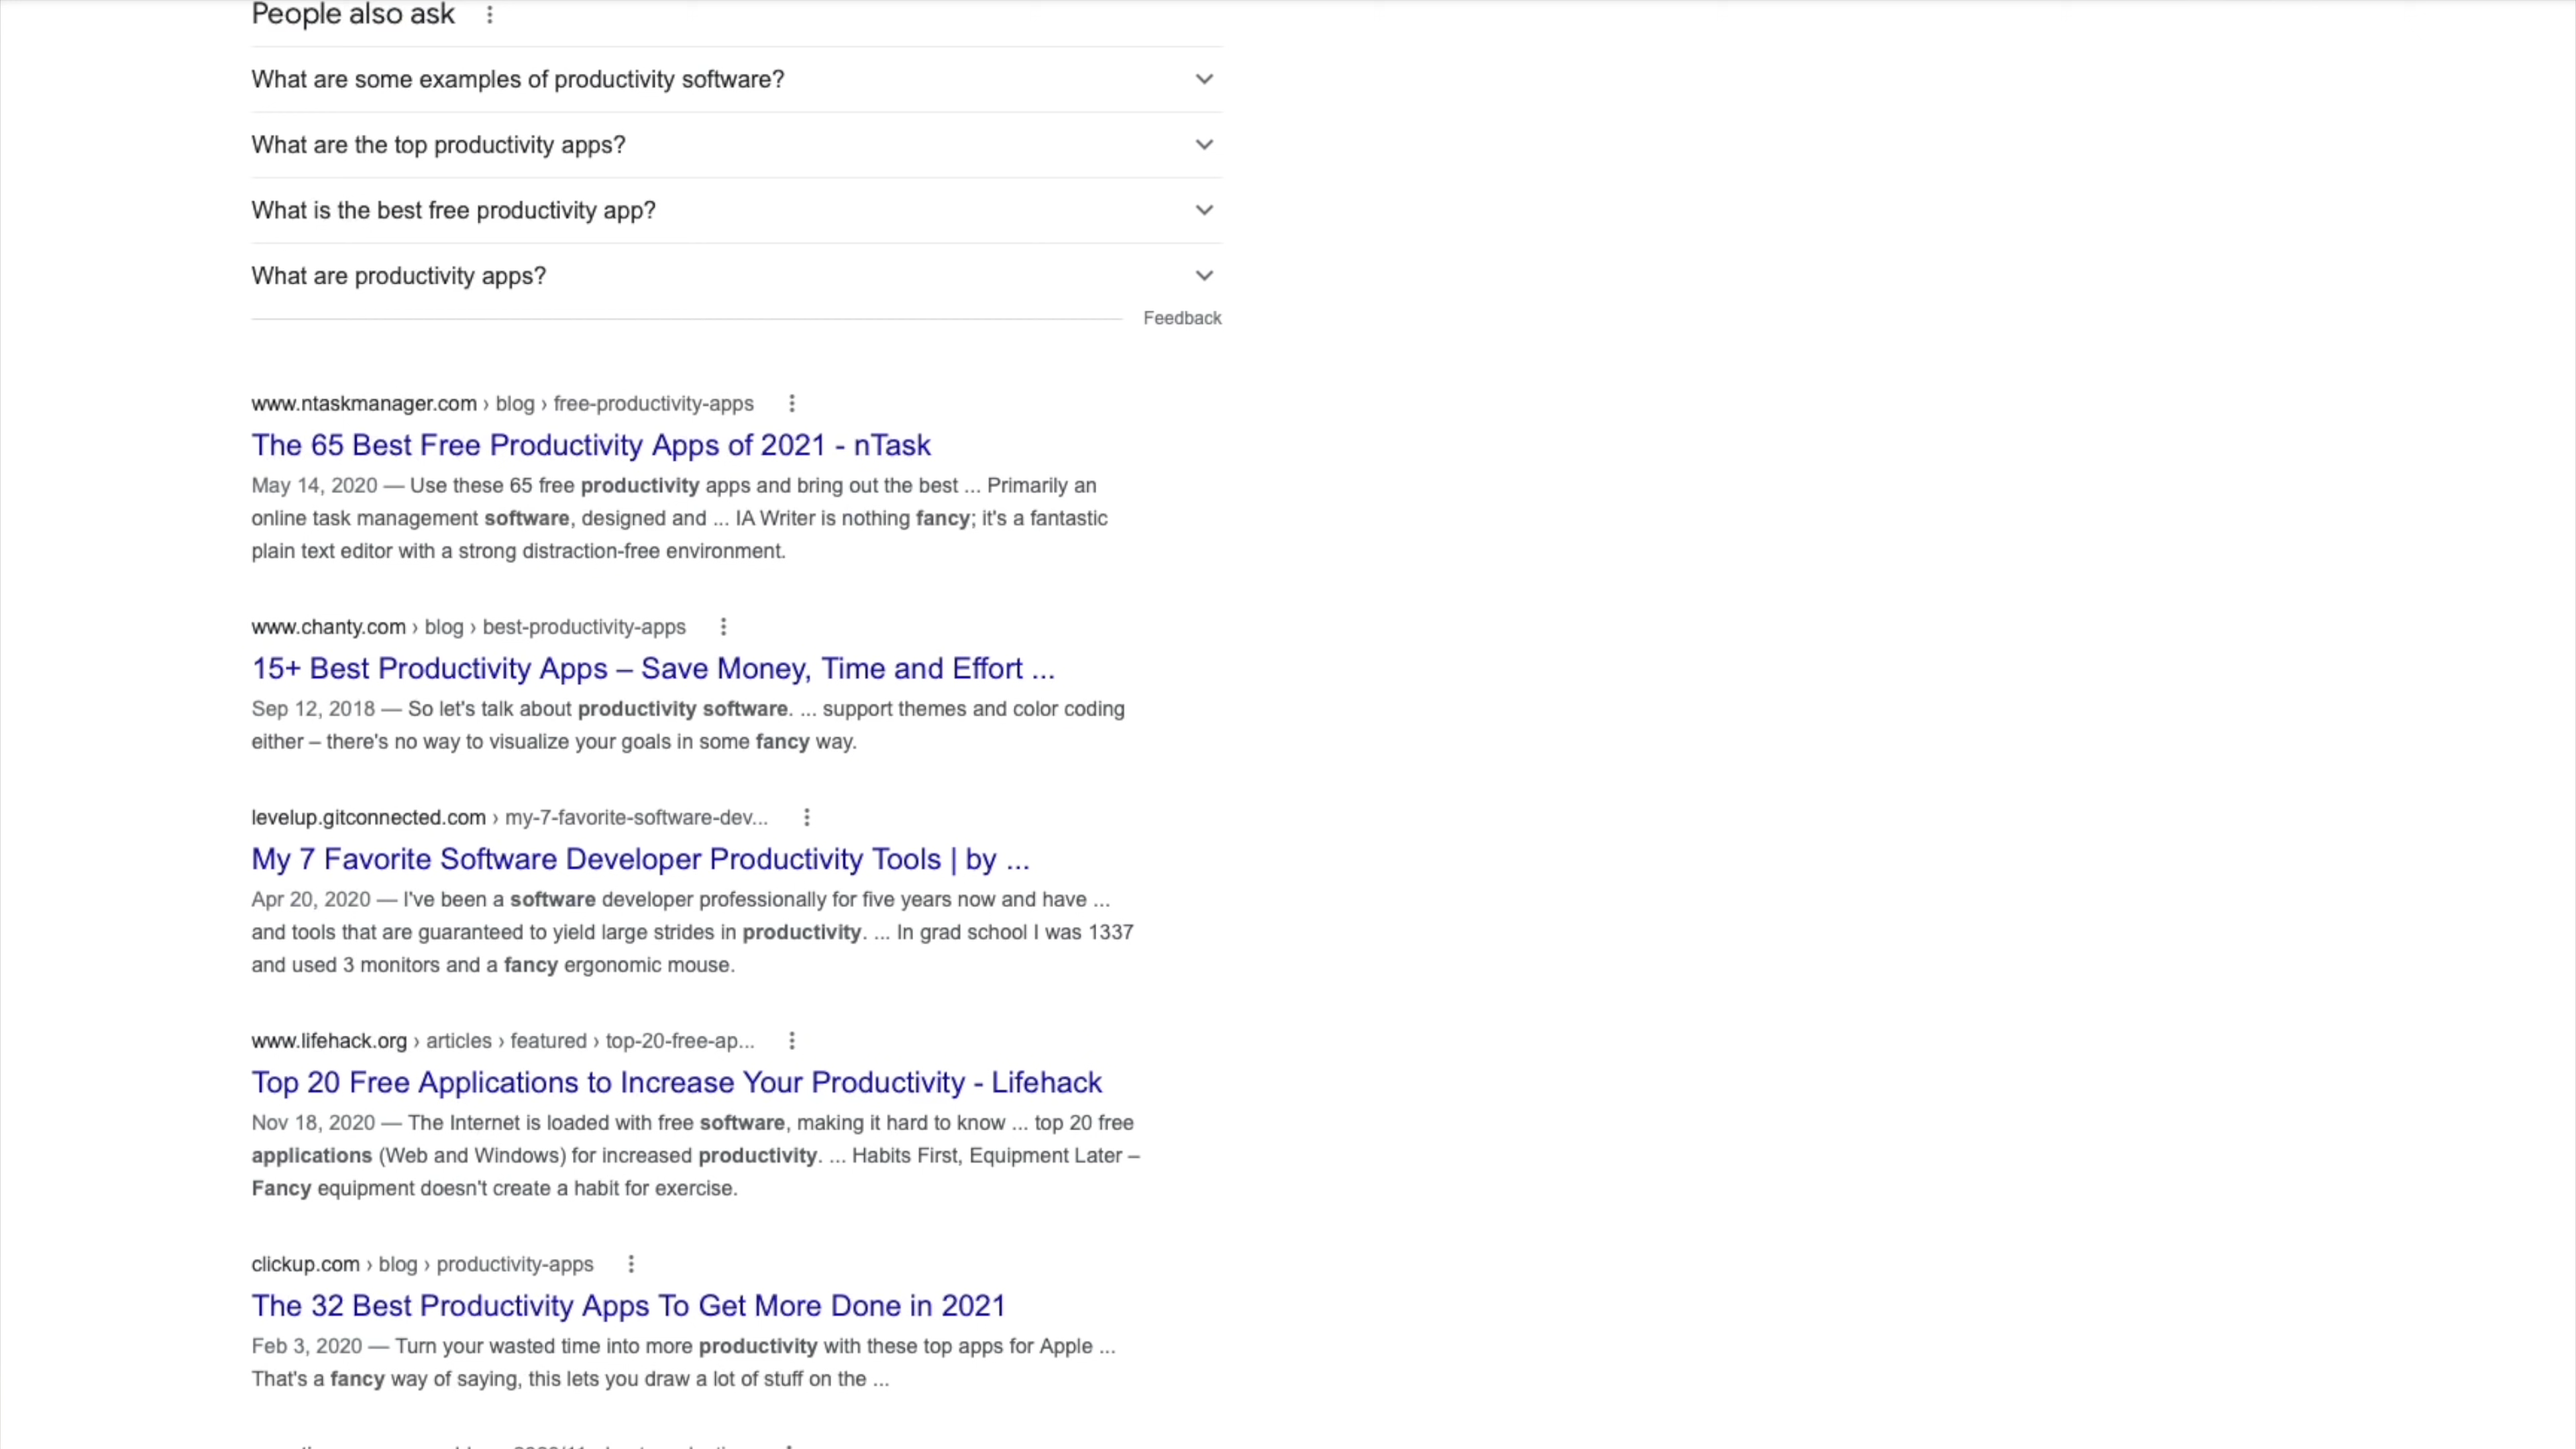 People also ask
What are some examples of productivity software?
What are the top productivity apps?
What is the best free productivity app?
What are productivity apps?
Feedback
www.ntaskmanager.com › blog › free-productivity-apps
The 65 Best Free Productivity Apps of 2021 - nTask
May 14, 2020 — Use these 65 free productivity apps and bring out the best ... Primarily an
online task management software, designed and ... IA Writer is nothing fancy; it's a fantastic
plain text editor with a strong distraction-free environment.
www.chanty.com › blog › best-productivity-apps
15+ Best Productivity Apps – Save Money, Time and Effort ...
Sep 12, 2018 — So let's talk about productivity software. ... support themes and color coding
either – there's no way to visualize your goals in some fancy way.
levelup.gitconnected.com › my-7-favorite-software-dev...
My 7 Favorite Software Developer Productivity Tools | by ...
Apr 20, 2020 — I've been a software developer professionally for five years now and have ...
and tools that are guaranteed to yield large strides in productivity. ... In grad school I was 1337
and used 3 monitors and a fancy ergonomic mouse.
www.lifehack.org › articles › featured › top-20-free-ap...
Top 20 Free Applications to Increase Your Productivity - Lifehack
Nov 18, 2020 — The Internet is loaded with free software, making it hard to know ... top 20 free
applications (Web and Windows) for increased productivity. ... Habits First, Equipment Later –
Fancy equipment doesn't create a habit for exercise.
clickup.com › blog › productivity-apps
The 32 Best Productivity Apps To Get More Done in 2021
Feb 3, 2020 — Turn your wasted time into more productivity with these top apps for Apple ...
That's a fancy way of saying, this lets you draw a lot of stuff on the ...